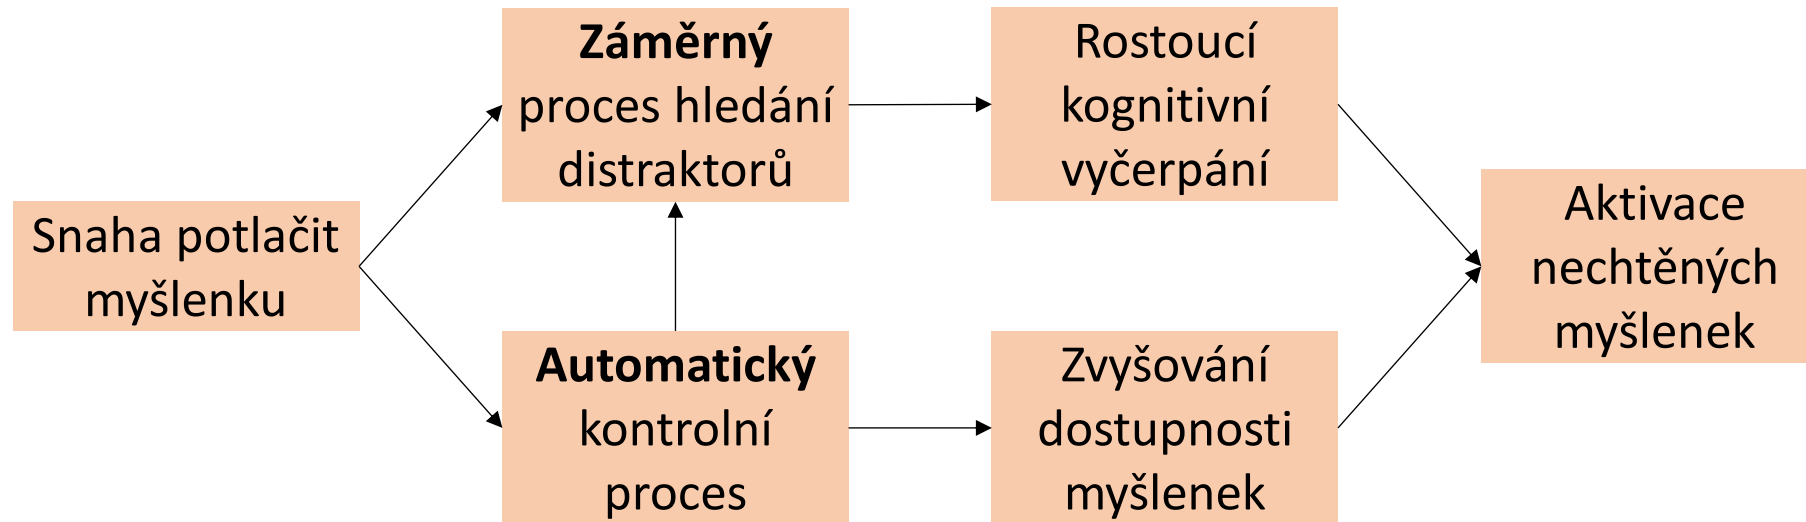 Snaha potlačit
myšlenku
Záměrný
proces hledání
distraktorů
Automatický
kontrolní
proces
Rostoucí
kognitivní
vyčerpání
Zvyšování
dostupnosti
myšlenek
Aktivace
nechtěných
myšlenek